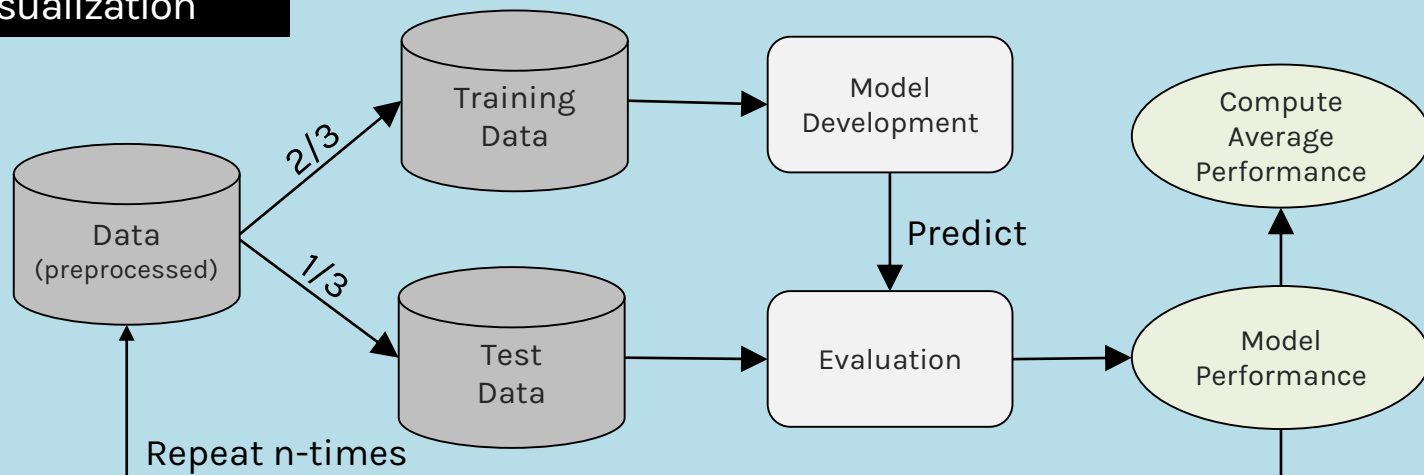 sualization
Training
Data
Model
Development
Compute
Average
Performance
2/3
Data
(preprocessed)
Predict
1/3
Test
Data
Evaluation
Model
Performance
Repeat n-times